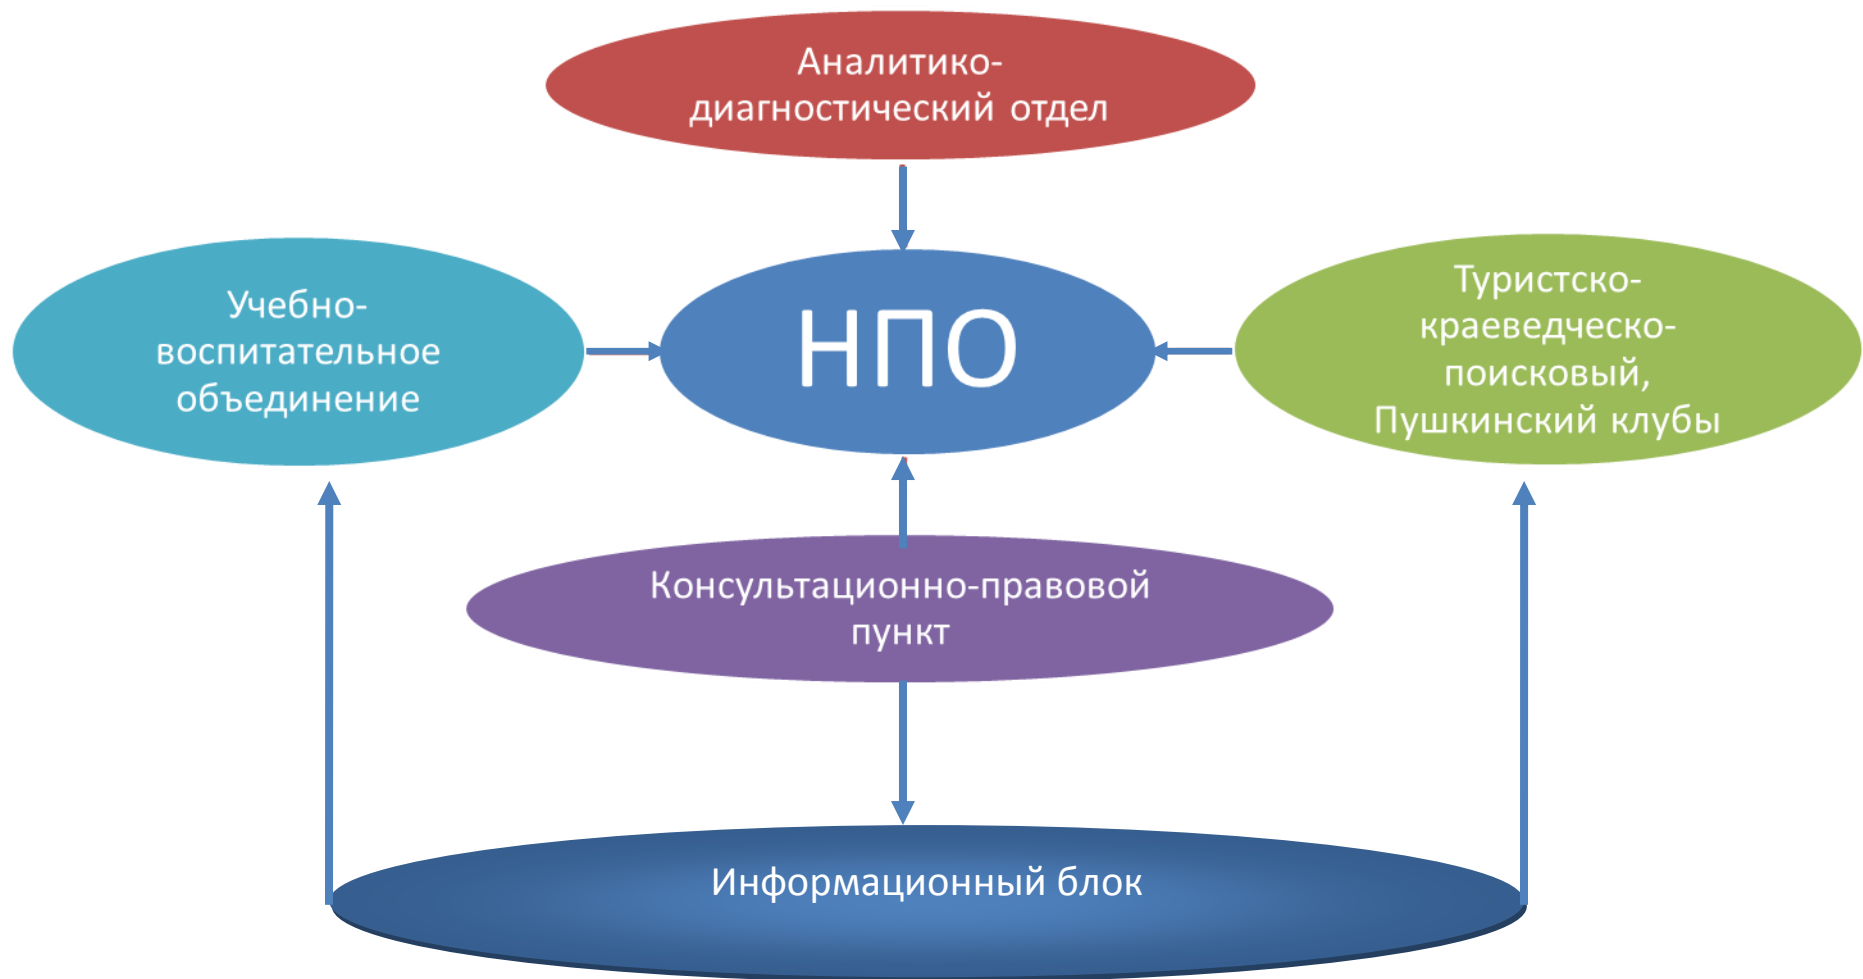 Аналитико-
диагностический отдел
Учебно-
воспитательное
объединение
НПО
Туристско-
краеведческо-
поисковый,
Пушкинский клубы
Консультационно-правовой
пункт
Информационный блок